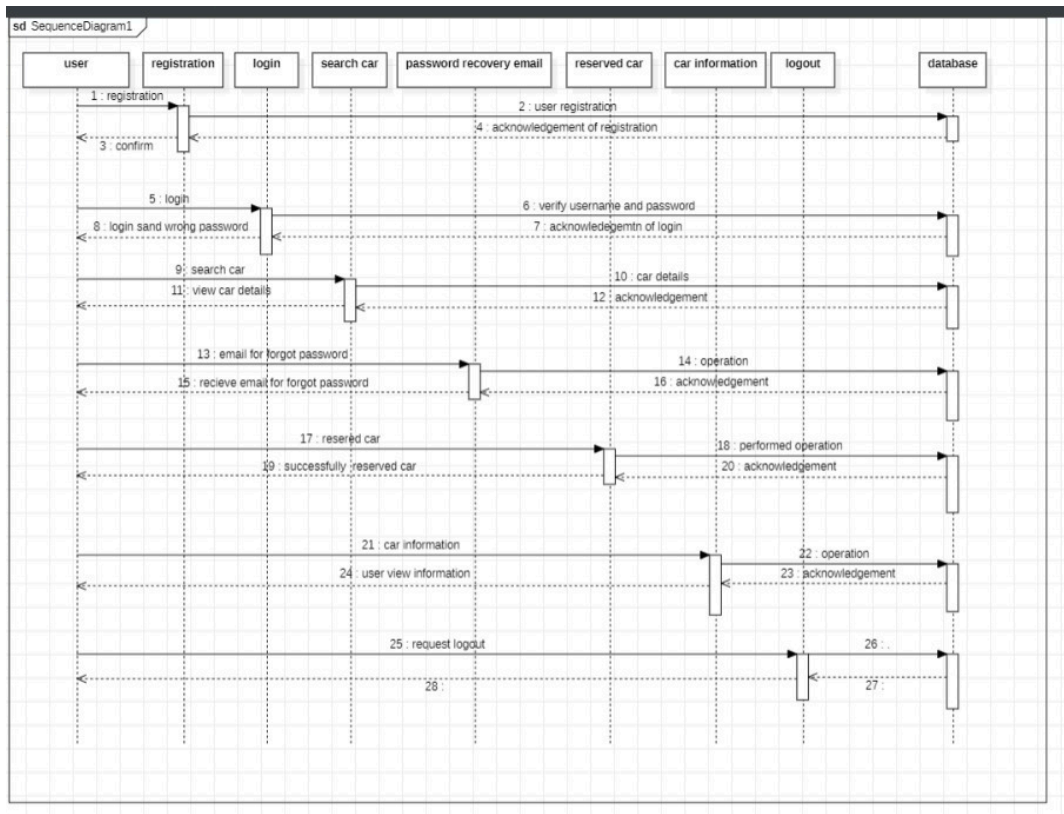 sd SequenceDiagram1
user
registration
login
search car
password recovery email
reserved car
car information
logout
database
1 : registration
2 : user registration
4 : acknowledgement of registration
3 : confirm
5 : login
6 : verify username and password
8 : login sand wrong password
7 : acknowledegemtn of login
9 : search car
10 : car details
11 : view car details
12 : acknowledgement
13 : email for forgot password
14 : operation
15 : recieve email for forgot password
16 : acknowledgement
17 : resered car
18 : performed operation
19 : successfully reserved car
20 : acknowledgement
21 : car information
22 : operation
24 : user view information
23 : acknowledgement
25 : request logout
26 : .
28 :
27 :